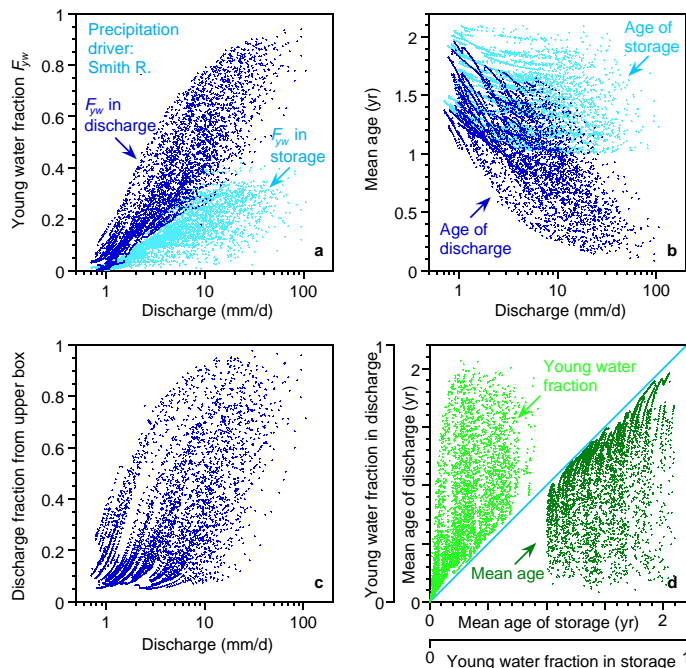 Young water fraction Fyw
1
0.8
0.6
0.4
0.2
0
Precipitation
driver:
Smith R.
Fyw in
discharge
Fyw in
storage
a
1
10
100
Discharge (mm/d)
Mean age (yr)
2
1.5
1
0.5
0
Age of
storage
Age of
discharge
b
1
10
100
Discharge (mm/d)
Discharge fraction from upper box
1
0.8
0.6
0.4
0.2
0
c
1
10
100
Discharge (mm/d)
Young water fraction in discharge
1
0
Mean age of discharge (yr)
2
0
Young water
fraction
Mean age
d
0
2
Mean age of storage (yr)
0
1
Young water fraction in storage